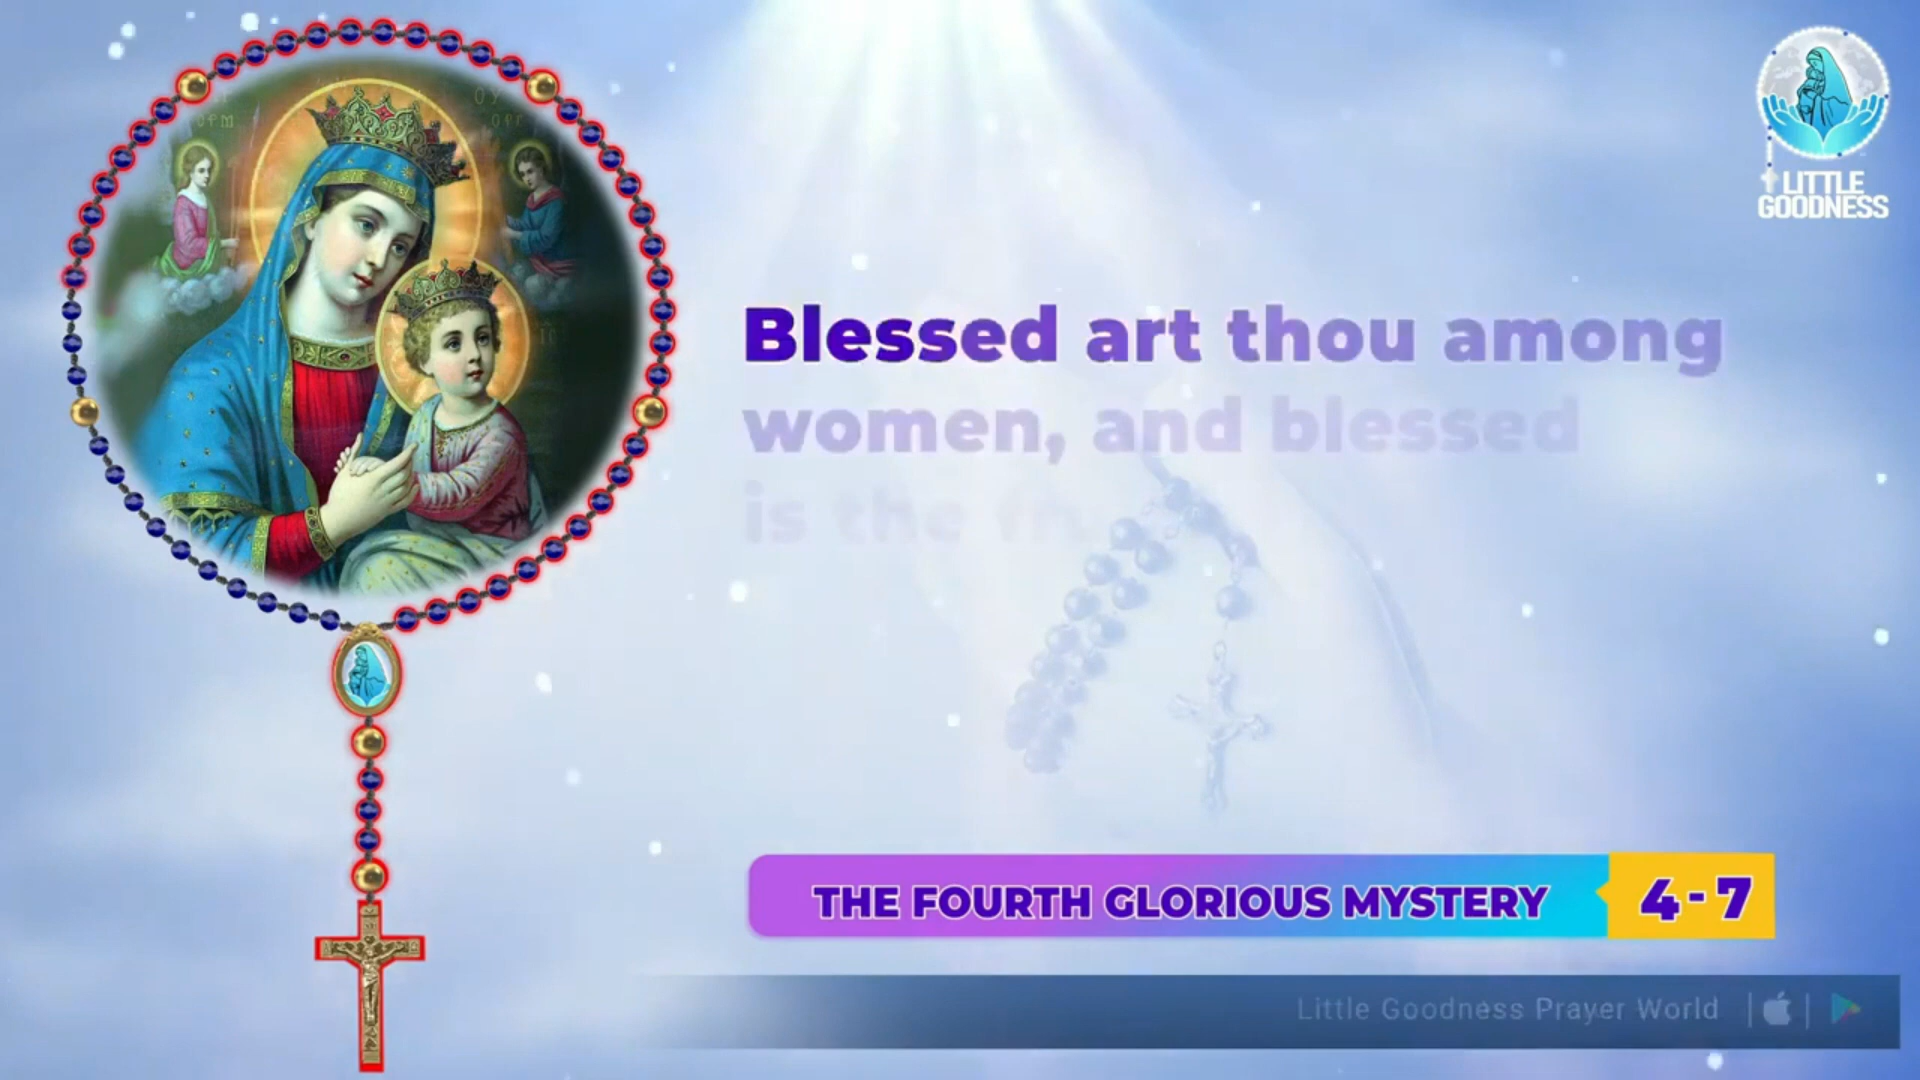 LITTLE
GOODNESS
Blessed art thou among
women, and blessed
is the
THE FOURTH GLORIOUS MYSTERY 4-7
Little Goodness Prayer World